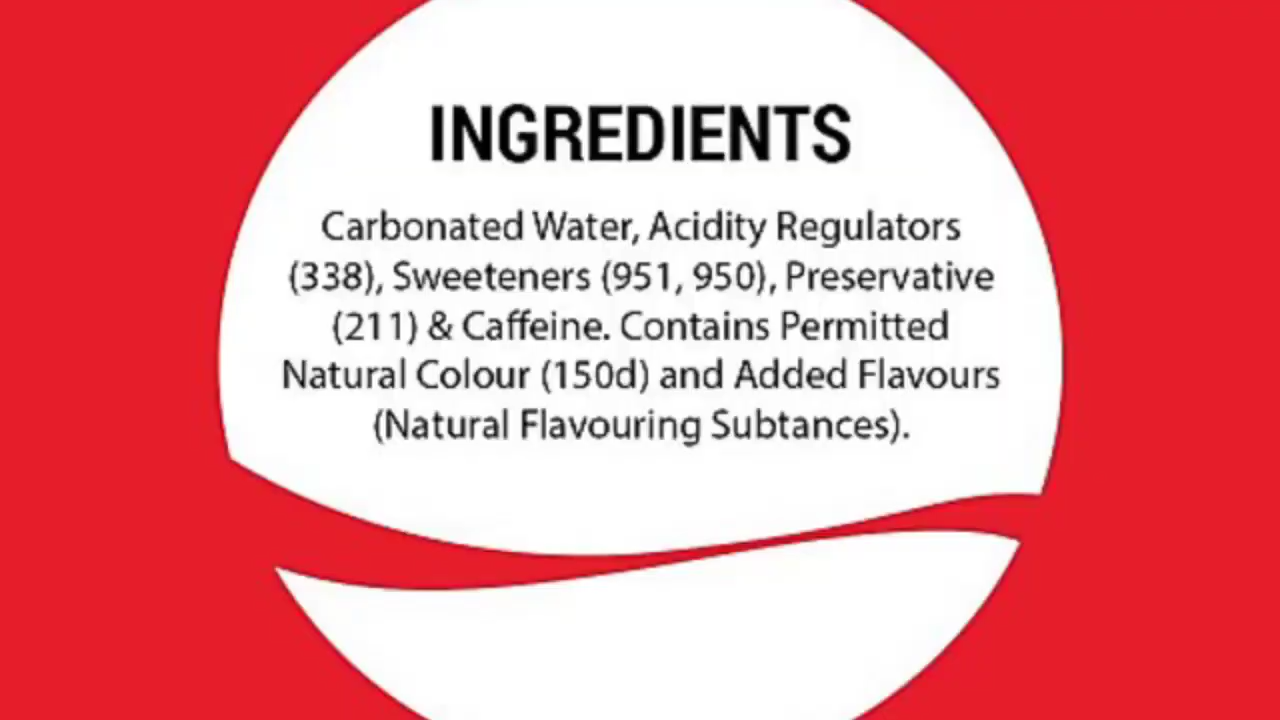 INGREDIENTS
Carbonated Water, Acidity Regulators
(338), Sweeteners (951, 950), Preservative
(211) & Caffeine. Contains Permitted
Natural Colour (150d) and Added Flavours
(Natural Flavouring Subtances).